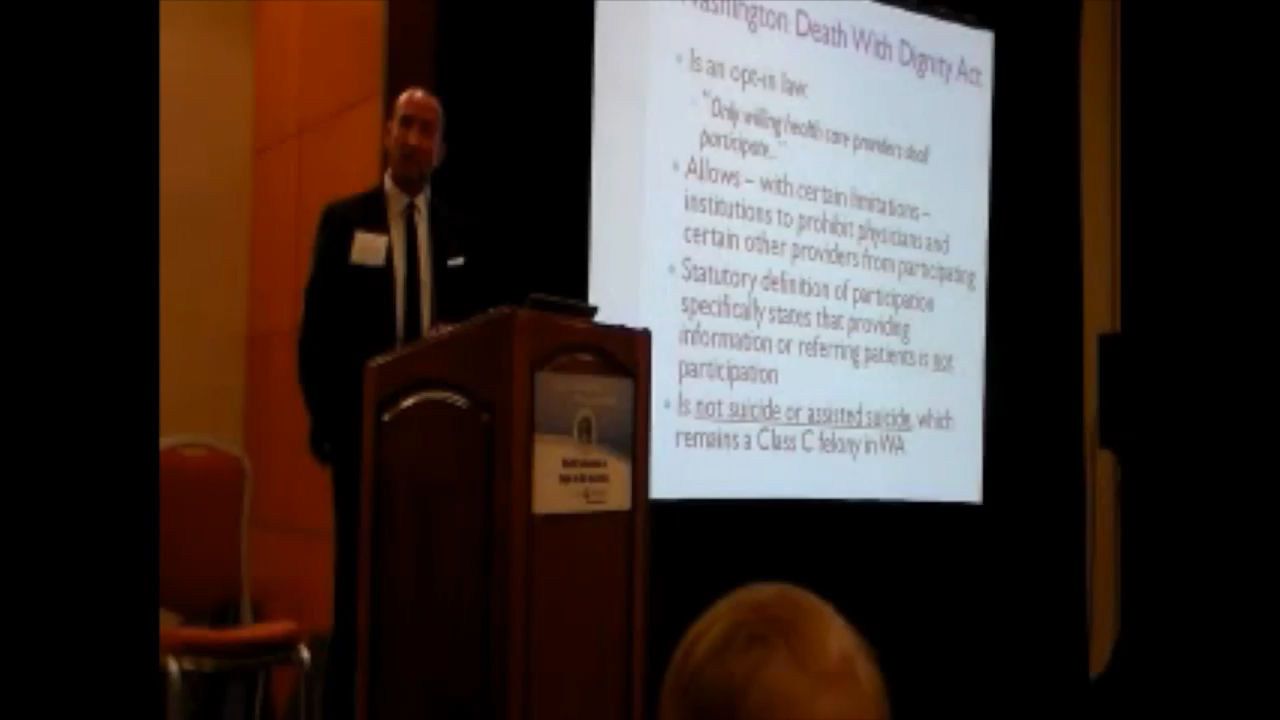 Washington Death With Dignity Act
• Is an opt-in law:
"Only willing health care providers shall
participate..."
• Allows – with certain limitations –
institutions to prohibit physicians and
certain other providers from participating
• Statutory definition of participation
specifically states that providing
information or referring patients is not
participation
• Is not suicide or assisted suicide, which
remains a Class C felony in WA